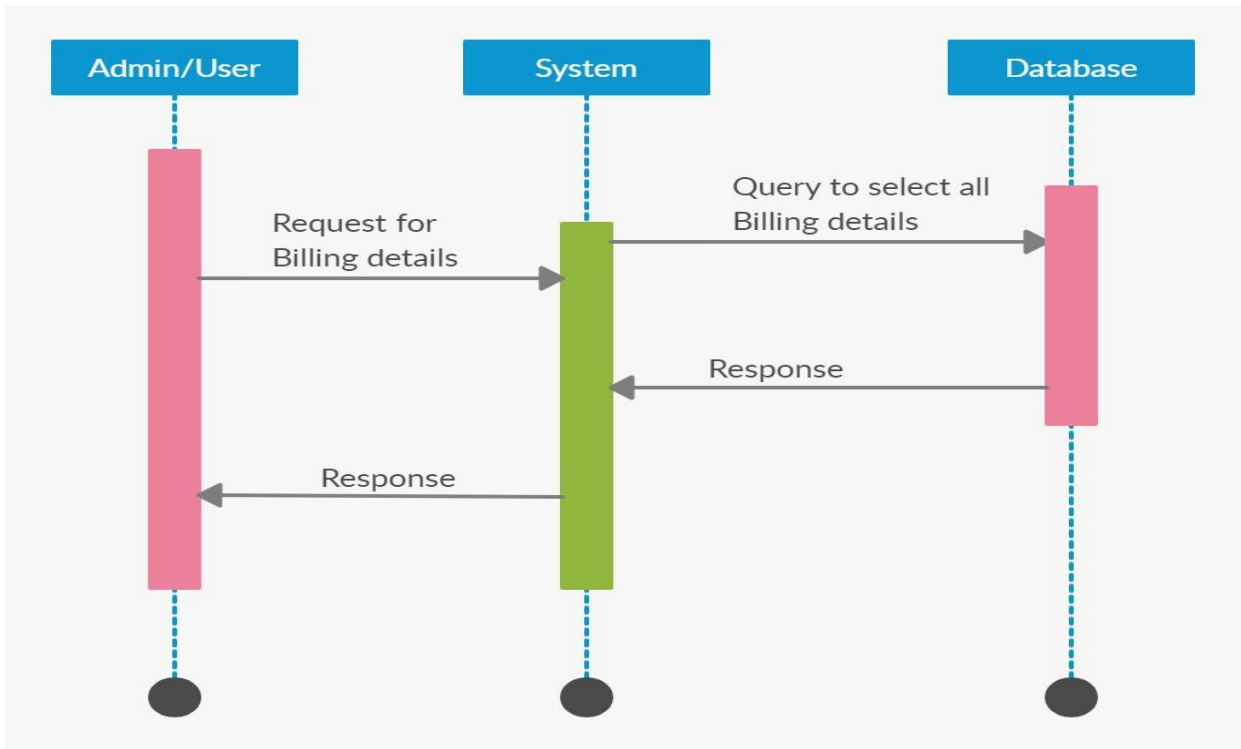 Admin/User
System
Database
Query to select all
Billing details
Request for
Billing details
Response
Response